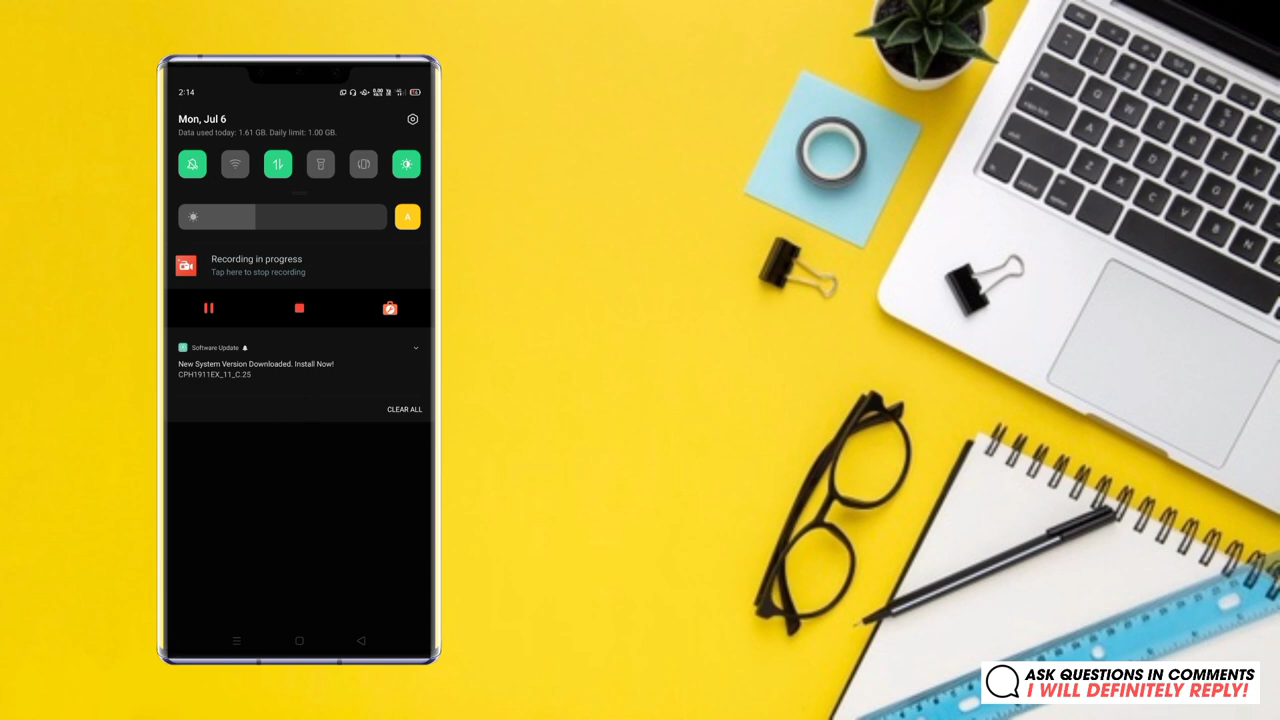 2:14
Mon, Jul 6
Data used today: 1.61 GB. Daily limit: 1.00 GB.
A
Recording in progress
Tap here to stop recording
Software Update
New System Version Downloaded. Install Now!
CPH1911EX_11_C.25
CLEAR ALL
ASK QUESTIONS IN COMMENTS
I WILL DEFINITELY REPLY!